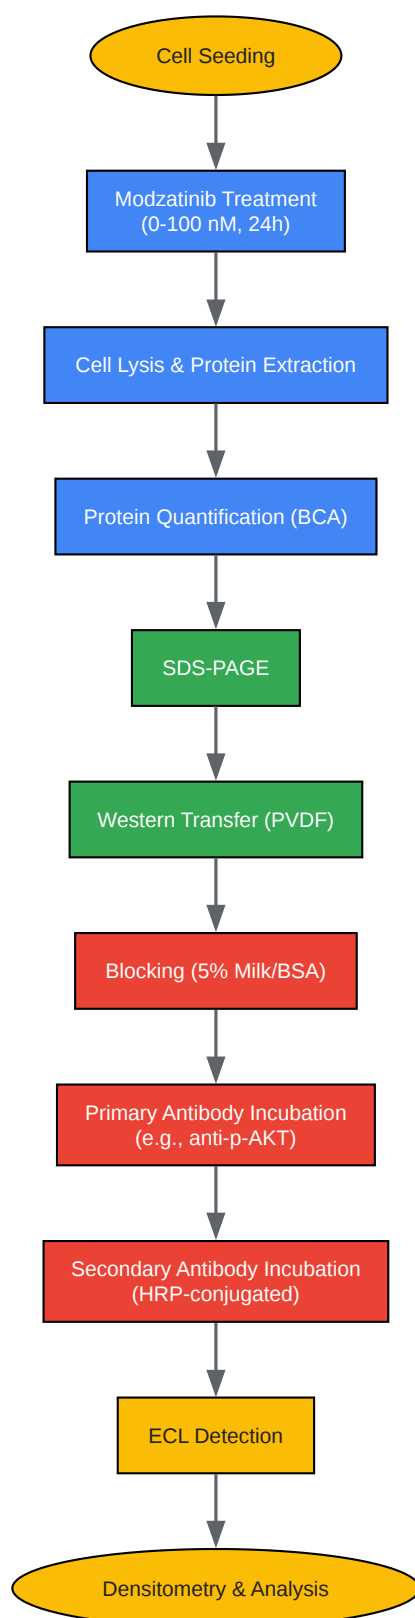 Cell Seeding
Modzatinib Treatment
(0-100 nM, 24h)
Cell Lysis & Protein Extraction
Protein Quantification (BCA)
SDS-PAGE
Western Transfer (PVDF)
Blocking (5% Milk/BSA)
Primary Antibody Incubation
(e.g., anti-p-AKT)
Secondary Antibody Incubation
(HRP-conjugated)
ECL Detection
Densitometry & Analysis